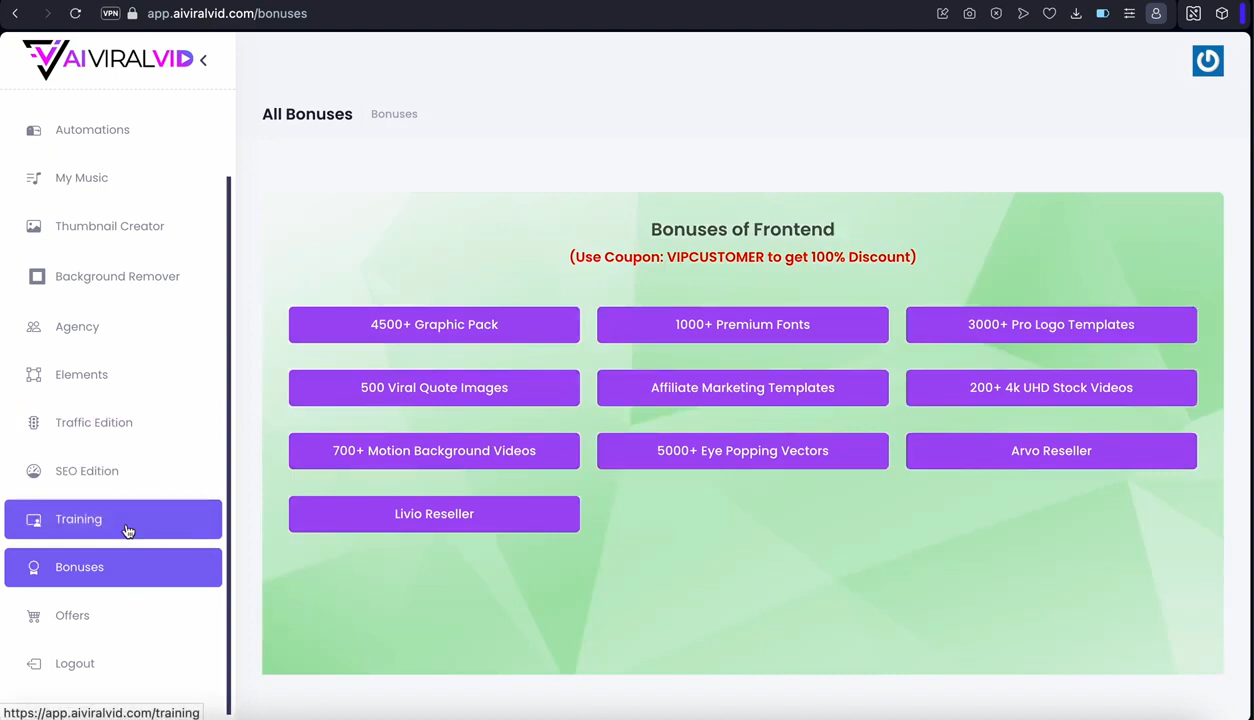 VPN
app.aiviralvid.com/bonuses
AIVIRALVID
All Bonuses
Bonuses
Automations
My Music
Thumbnail Creator
Background Remover
Agency
Elements
Traffic Edition
SEO Edition
Training
Bonuses
Offers
Logout
Bonuses of Frontend
(Use Coupon: VIPCUSTOMER to get 100% Discount)
4500+ Graphic Pack
1000+ Premium Fonts
3000+ Pro Logo Templates
500 Viral Quote Images
Affiliate Marketing Templates
200+ 4k UHD Stock Videos
700+ Motion Background Videos
5000+ Eye Popping Vectors
Arvo Reseller
Livio Reseller
https://app.aiviralvid.com/training